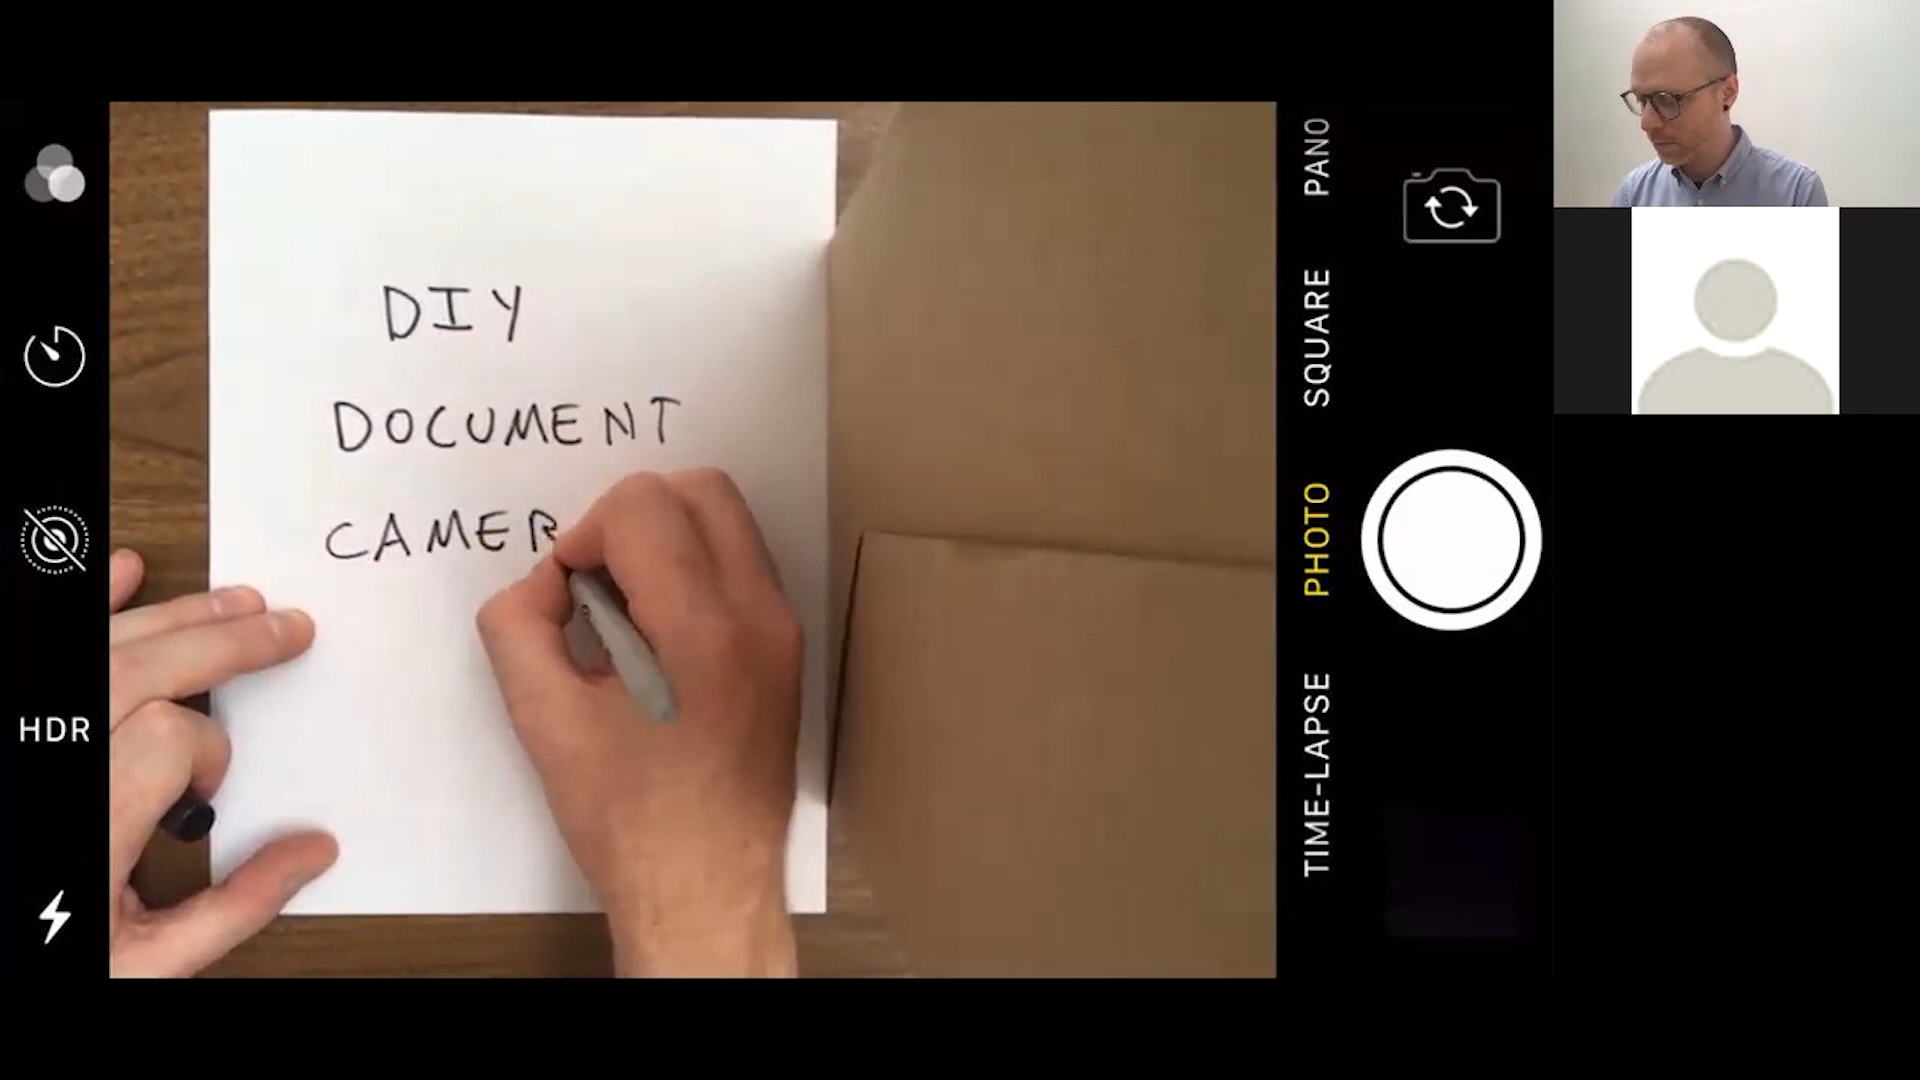 DIY
DOCUMENT
CAMER
HDR
PANO
SQUARE
PHOTO
TIME-LAPSE